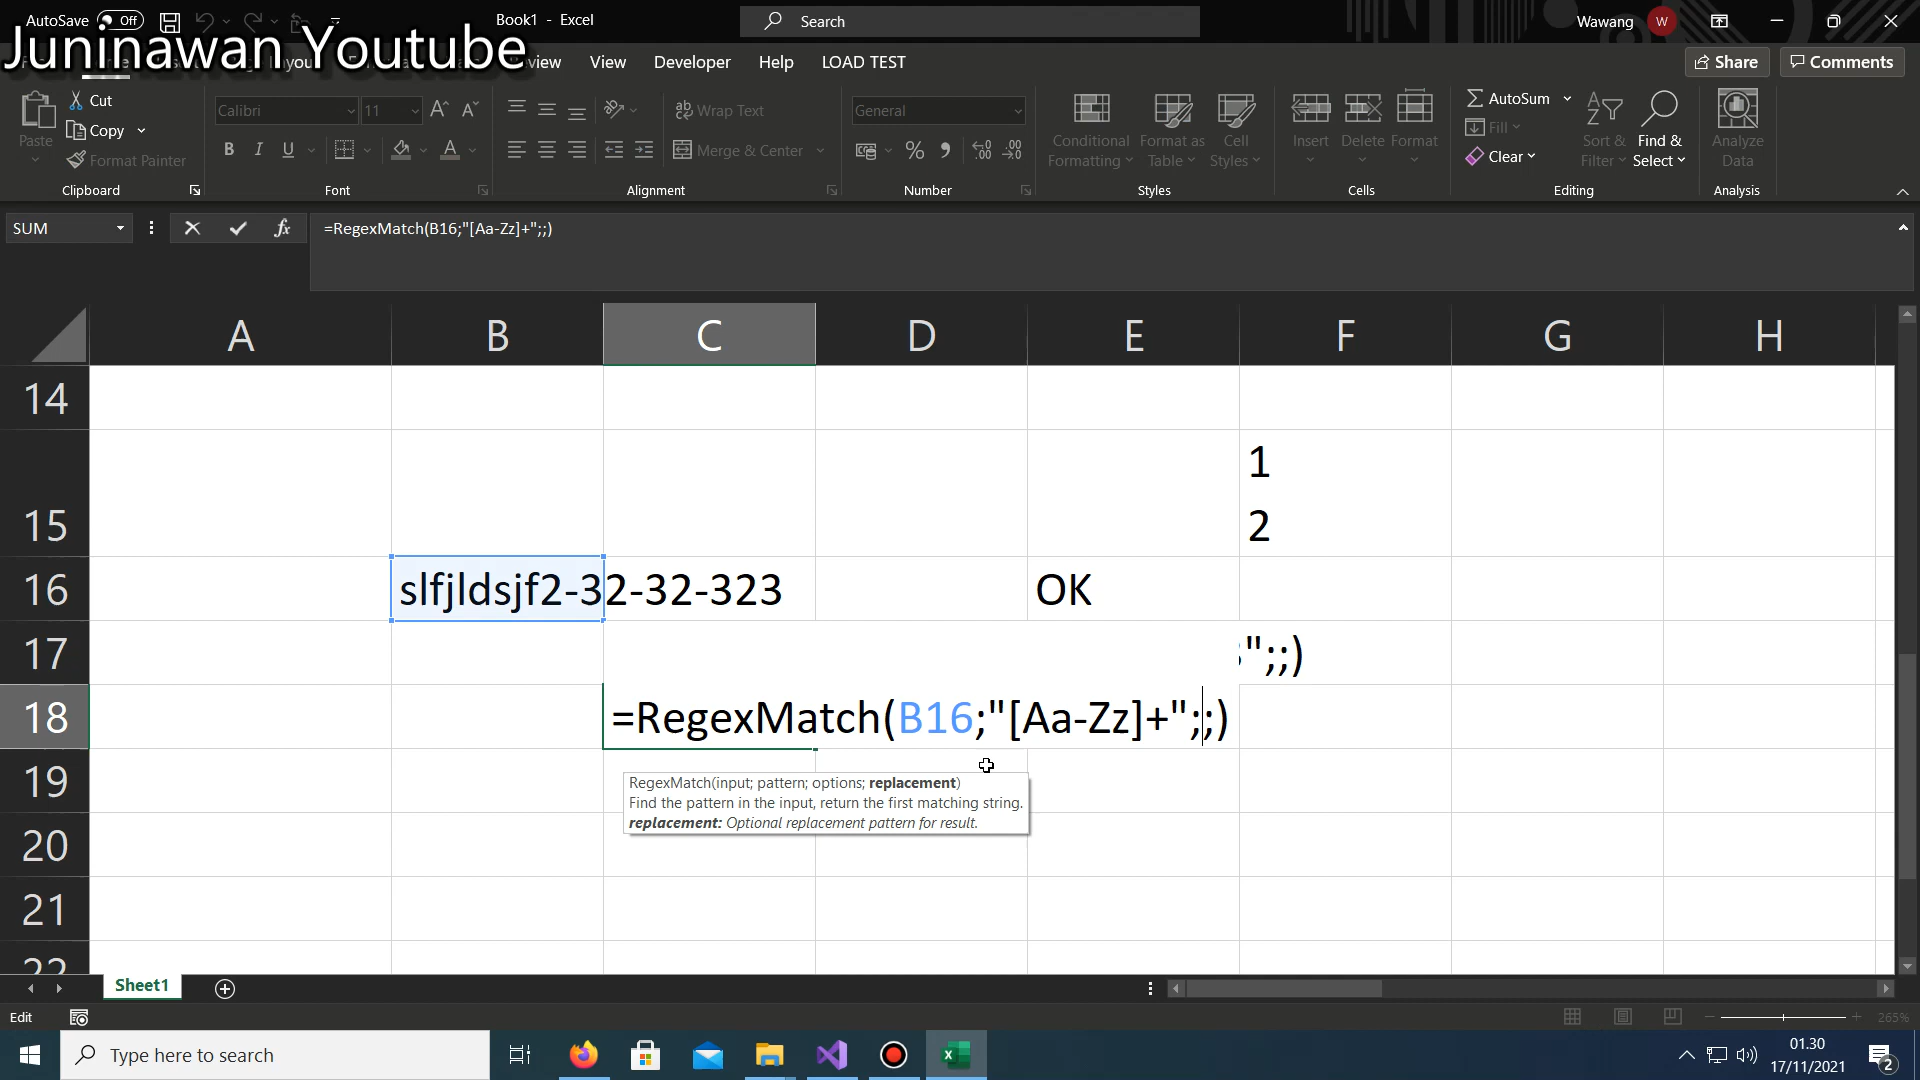 AutoSave Off
Book1 - Excel
Search
Wawang W
Juninawan Youtube
View
Developer
Help
LOAD TEST
Share
Comments
Paste
Cut
Copy
Format Painter
Clipboard
Calibri 11
B I U
Font
Wrap Text
Merge & Center
Alignment
General
% 9
Number
Conditional Formatting
Format as Table
Cell Styles
Styles
Insert
Delete
Format
Cells
AutoSum
Fill
Clear
Sort & Filter
Find & Select
Editing
Analyze Data
Analysis
SUM
fx
=RegexMatch(B16;"[Aa-Zz]+";;)
A B C D E F G H
14
1
15 2
16 slfjldsjf2-32-32-323 OK
17 ";;)
18 =RegexMatch(B16;"[Aa-Zz]+";;)
19
RegexMatch(input; pattern; options; replacement)
Find the pattern in the input, return the first matching string.
replacement: Optional replacement pattern for result.
20
21
22
Sheet1
Edit
265%
Type here to search
01.30
17/11/2021
2